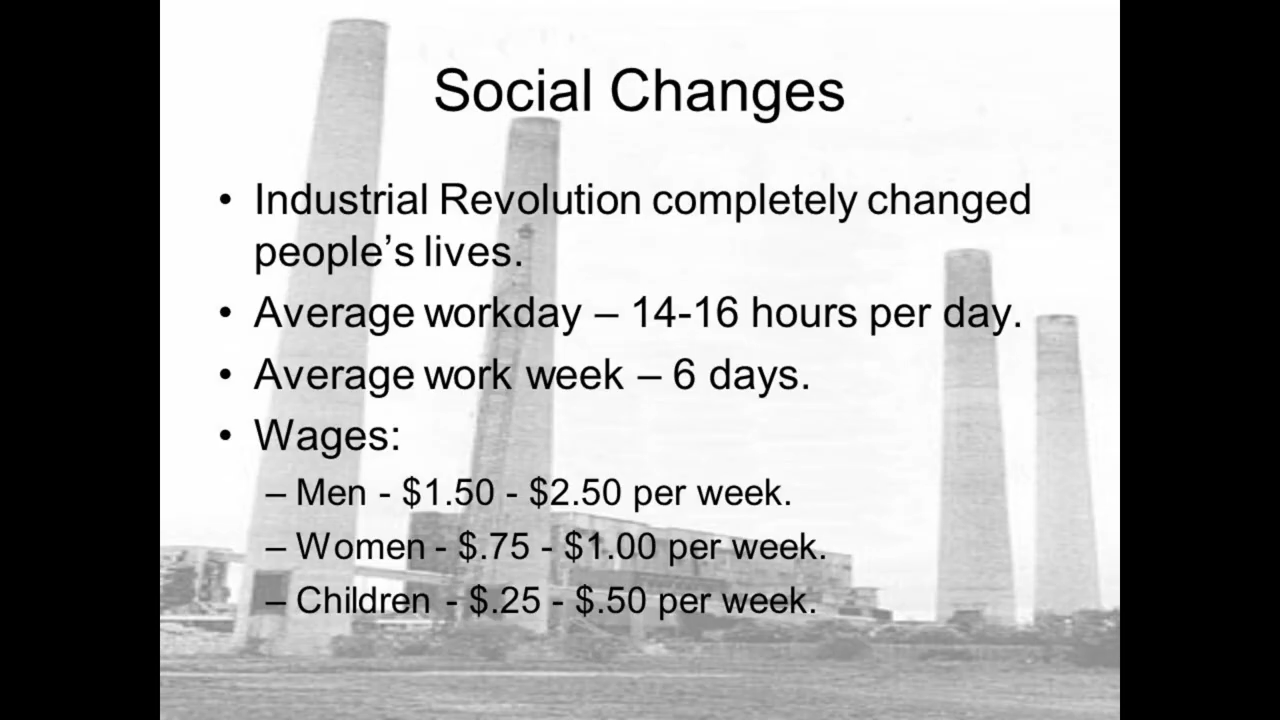 Social Changes
• Industrial Revolution completely changed
people’s lives.
• Average workday – 14-16 hours per day.
• Average work week – 6 days.
• Wages:
– Men - $1.50 - $2.50 per week.
– Women - $.75 - $1.00 per week.
– Children - $.25 - $.50 per week.